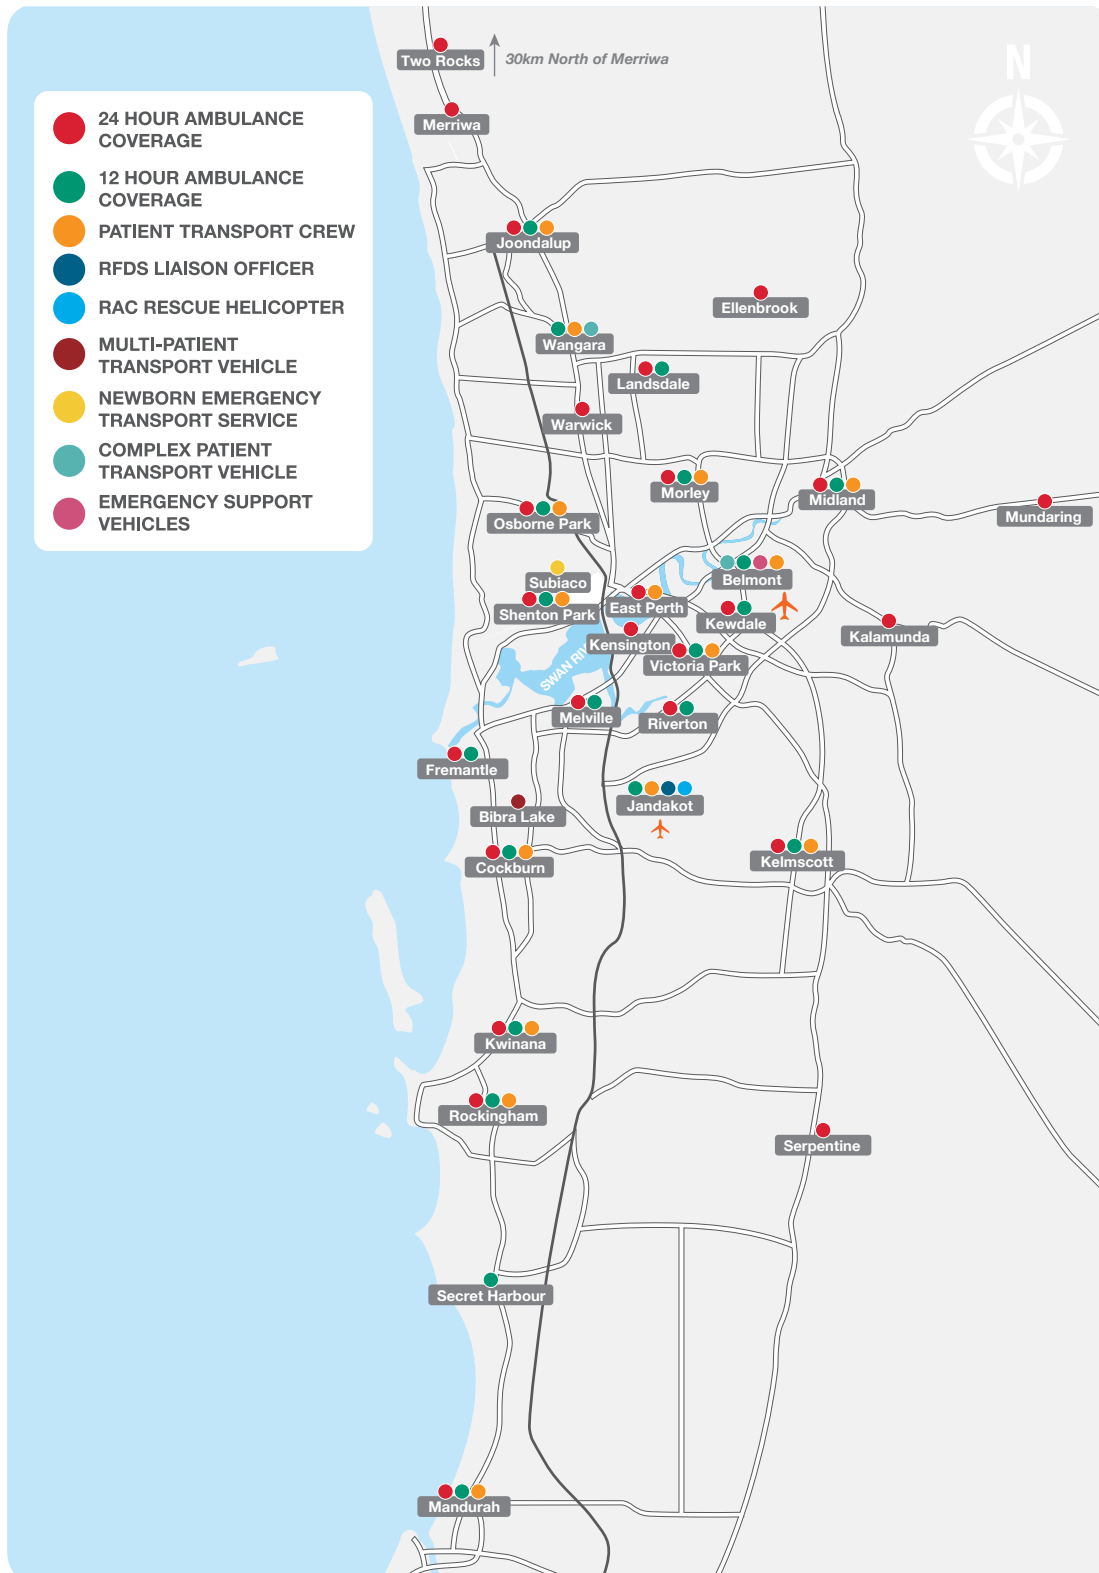 Two Rocks
30km North of Merriwa
N
24 HOUR AMBULANCE
COVERAGE
12 HOUR AMBULANCE
COVERAGE
PATIENT TRANSPORT CREW
RFDS LIAISON OFFICER
RAC RESCUE HELICOPTER
MULTI-PATIENT
TRANSPORT VEHICLE
NEWBORN EMERGENCY
TRANSPORT SERVICE
COMPLEX PATIENT
TRANSPORT VEHICLE
EMERGENCY SUPPORT
VEHICLES
Merriwa
Joondalup
Ellenbrook
Wangara
Landsdale
Warwick
Morley
Midland
Mundaring
Osborne Park
Subiaco
Belmont
Shenton Park
East Perth
Kewdale
Kalamunda
Kensington
Victoria Park
SWAN RIV
Melville
Riverton
Fremantle
Jandakot
Bibra Lake
Cockburn
Kelmscott
Kwinana
Rockingham
Serpentine
Secret Harbour
Mandurah